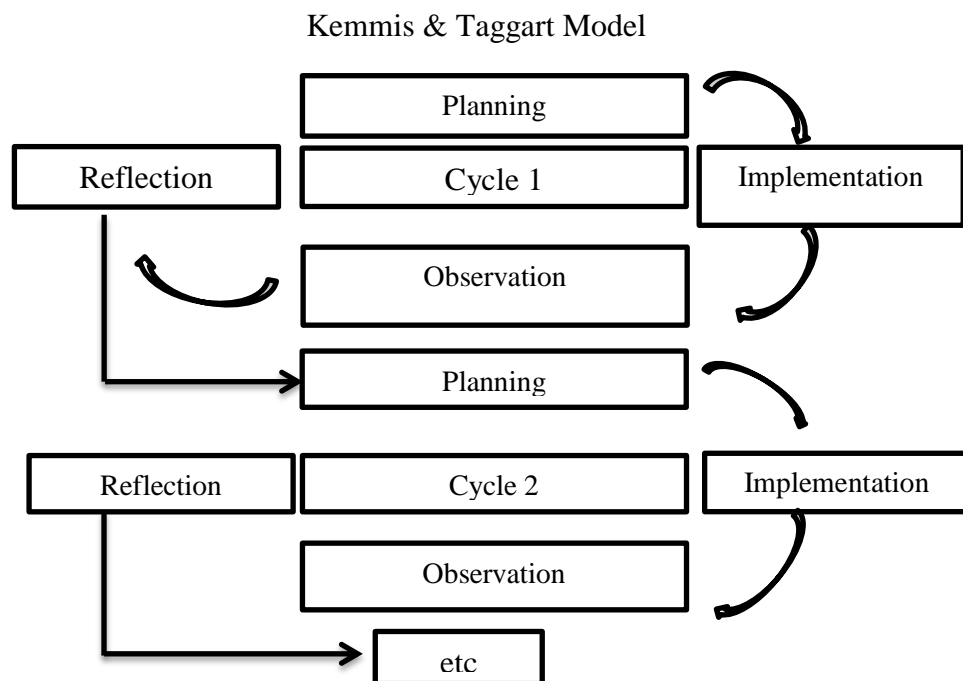 Kemmis & Taggart Model
Planning
Reflection
Cycle 1
Implementation
Observation
Planning
Reflection
Cycle 2
Implementation
Observation
etc